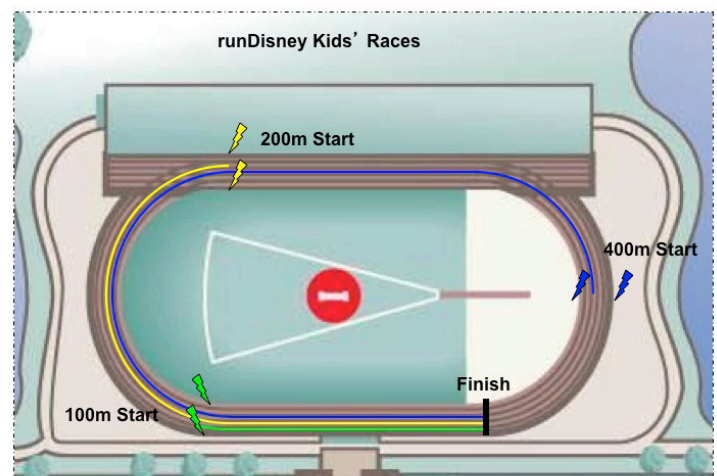 runDisney Kids’ Races
200m Start
400m Start
Finish
100m Start